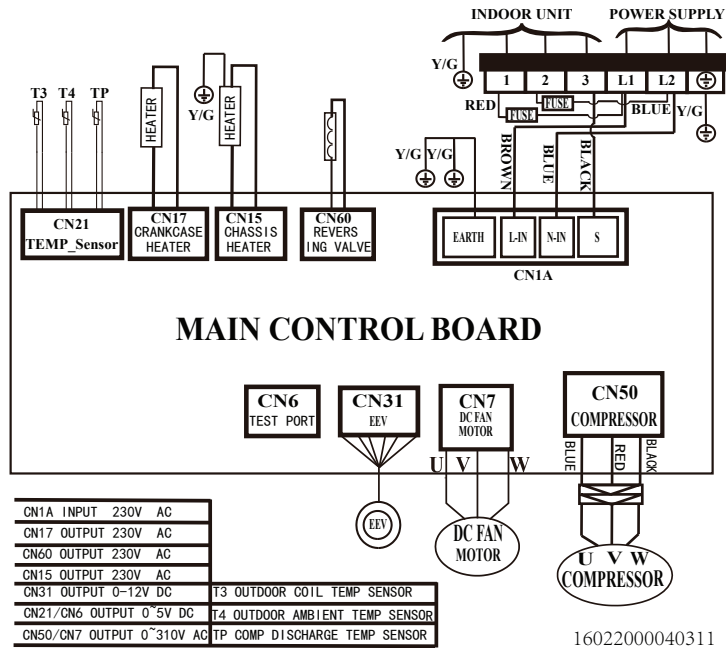 INDOOR UNIT POWER SUPPLY
Y/G
1 2 3 L1 L2
RED FUSE FUSE BLUE Y/G
T3 T4 TP
HEATER
Y/G HEATER
Y/G Y/G
BROWN
BLUE
BLACK
CN21
TEMP_Sensor
CN17
CRANKCASE
HEATER
CN15
CHASSIS
HEATER
CN60
REVERS
ING VALVE
EARTH L-IN N-IN S
CN1A
MAIN CONTROL BOARD
CN6
TEST PORT
CN31
EEV
CN7
DC FAN
MOTOR
CN50
COMPRESSOR
BLUE
RED
BLACK
U V W
EEV
DC FAN
MOTOR
U V W
COMPRESSOR
CN1A INPUT 230V AC
CN17 OUTPUT 230V AC
CN60 OUTPUT 230V AC
CN15 OUTPUT 230V AC
CN31 OUTPUT 0-12V DC T3 OUTDOOR COIL TEMP SENSOR
CN21/CN6 OUTPUT 0~5V DC T4 OUTDOOR AMBIENT TEMP SENSOR
CN50/CN7 OUTPUT 0~310V AC TP COMP DISCHARGE TEMP SENSOR
16022000040311